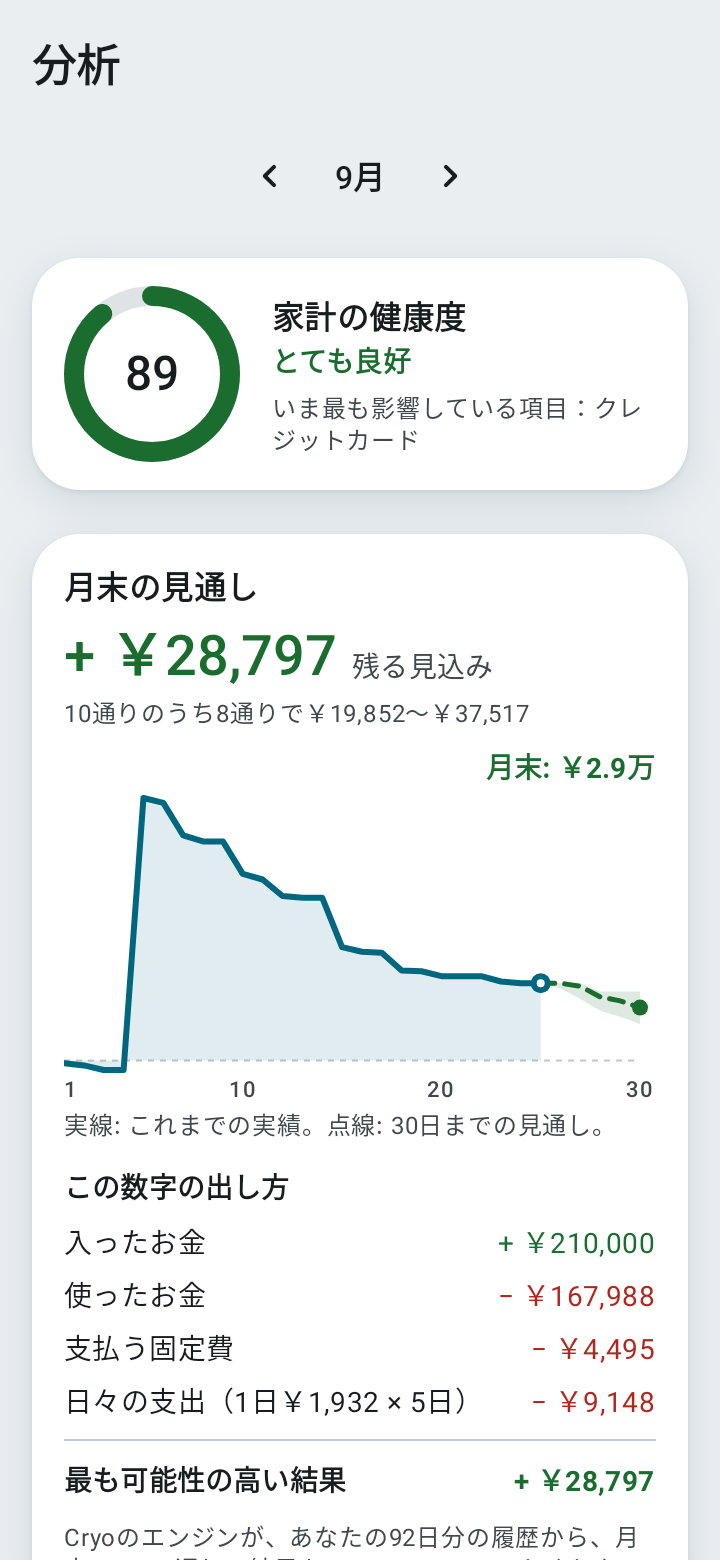 分析
9月
89
家計の健康度
とても良好
いま最も影響している項目：クレ
ジットカード
月末の見通し
+ ￥28,797 残る見込み
10通りのうち8通りで￥19,852〜￥37,517
月末: ￥2.9万
1 10 20 30
実線: これまでの実績。点線: 30日までの見通し。
この数字の出し方
入ったお金 + ￥210,000
使ったお金 − ￥167,988
支払う固定費 − ￥4,495
日々の支出（1日￥1,932 × 5日） − ￥9,148
最も可能性の高い結果 + ￥28,797
Cryoのエンジンが、あなたの92日分の履歴から、月